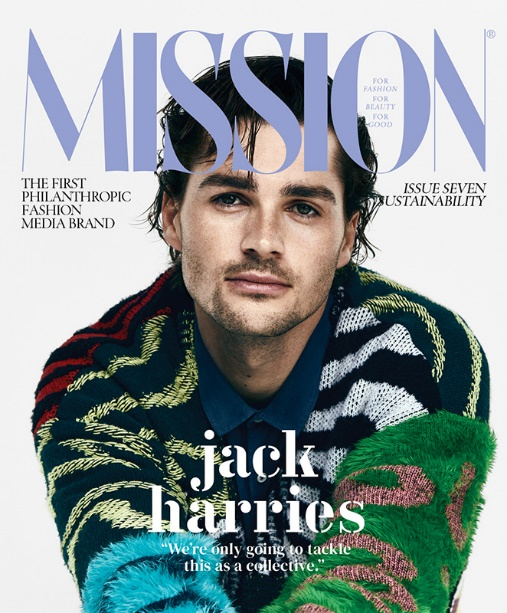 MISSION®
FOR
FASHION
FOR
BEAUTY
FOR
GOOD
THE FIRST
PHILANTHROPIC
FASHION
MEDIA BRAND
ISSUE SEVEN
SUSTAINABILITY
jack
harries
“We’re only going to tackle
this as a collective.”